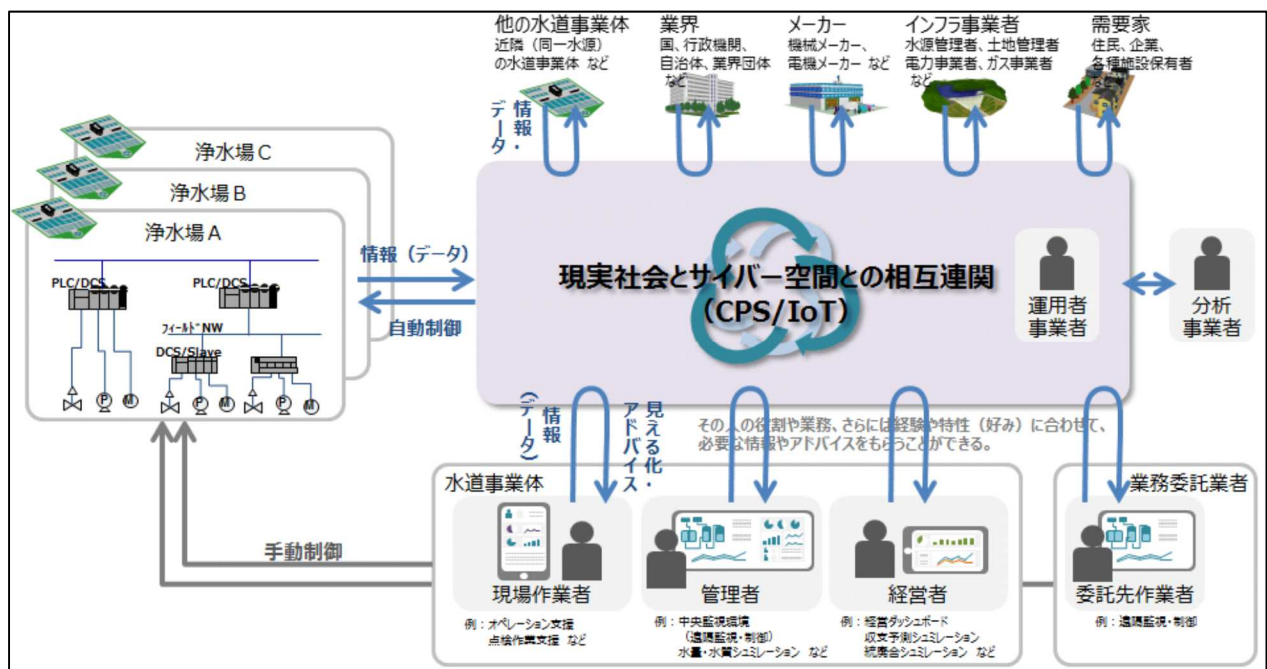 他の水道事業体
近隣（同一水源）
の水道事業体 など
業界
国、行政機関、
自治体、業界団体
など
メーカー
機械メーカー、
電機メーカー など
インフラ事業者
水源管理者、土地管理者
電力事業者、ガス事業者
など
需要家
住民、企業、
各種施設保有者
など
情報・
データ
浄水場C
浄水場B
浄水場A
PLC/DCS
PLC/DCS
ﾌｨｰﾙﾄﾞNW
DCS/Slave
P
M
P
M
P
M
情報（データ）
自動制御
現実社会とサイバー空間との相互連関
（CPS/IoT）
運用者
事業者
分析
事業者
情報
（データ）
見える化・
アドバイス
その人の役割や業務、さらには経験や特性（好み）に合わせて、
必要な情報やアドバイスをもらうことができる。
手動制御
水道事業体
現場作業者
例：オペレーション支援
点検作業支援 など
管理者
例：中央監視環境
（遠隔監視・制御）
水量・水質シュミレーション など
経営者
例：経営ダッシュボード
収支予測シュミレーション
統廃合シュミレーション など
業務委託業者
委託先作業者
例：遠隔監視・制御